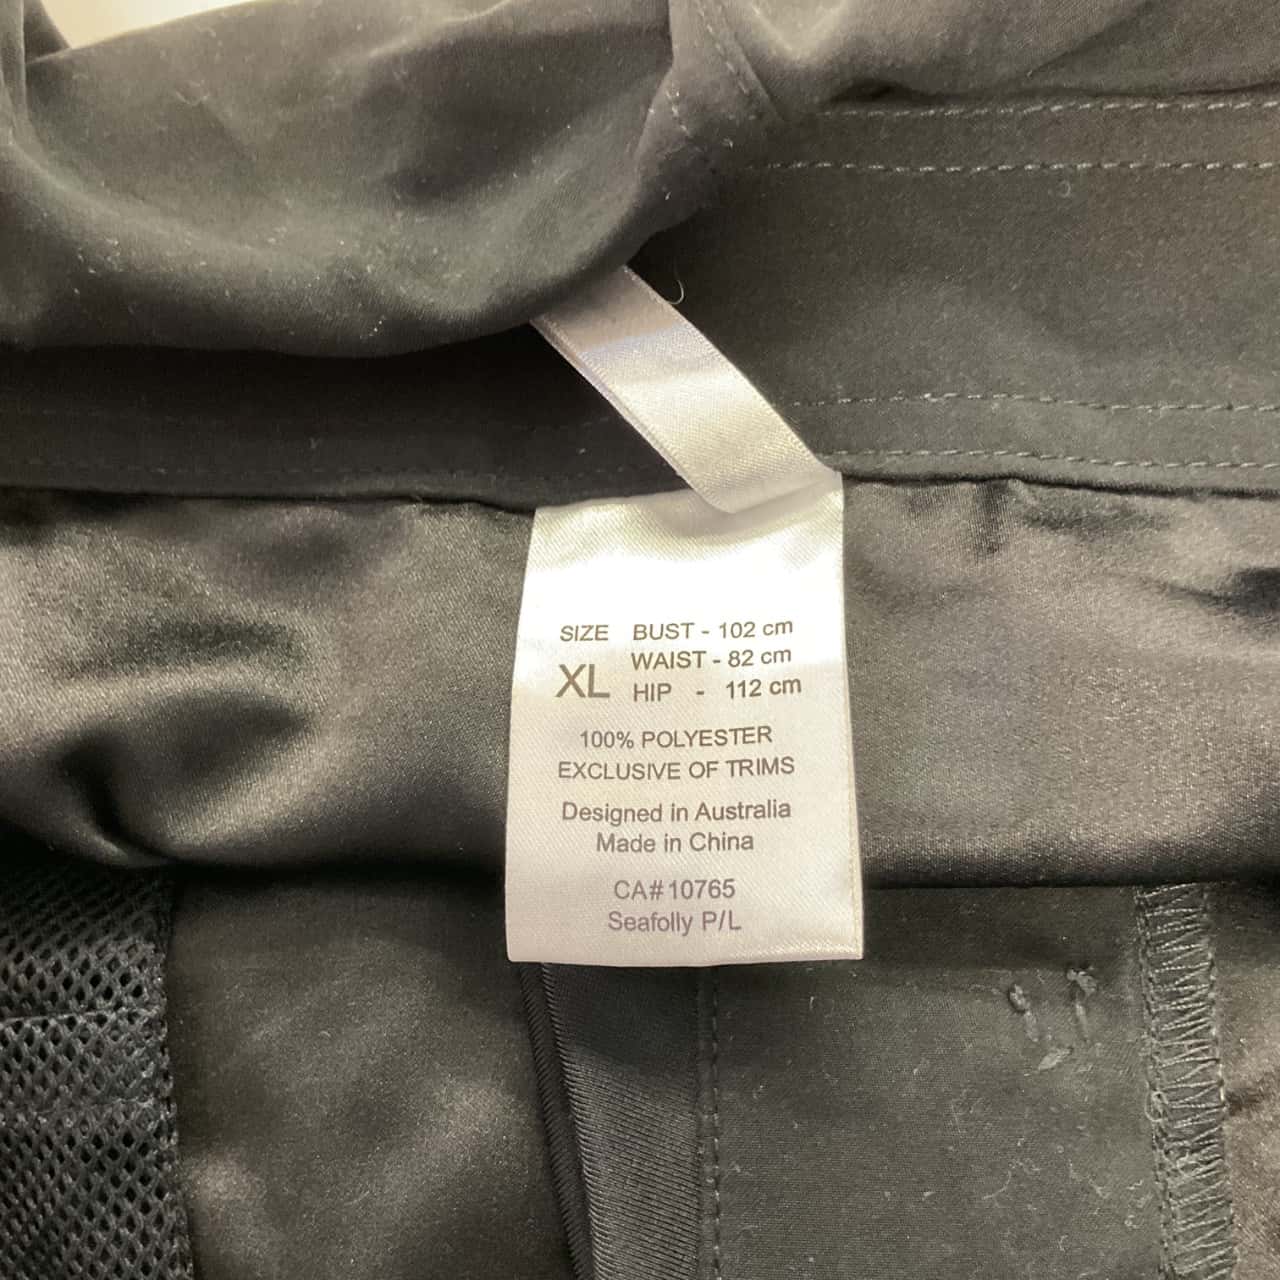 SIZE BUST - 102 cm
XL WAIST - 82 cm
HIP - 112 cm
100% POLYESTER
EXCLUSIVE OF TRIMS
Designed in Australia
Made in China
CA#10765
Seafolly P/L